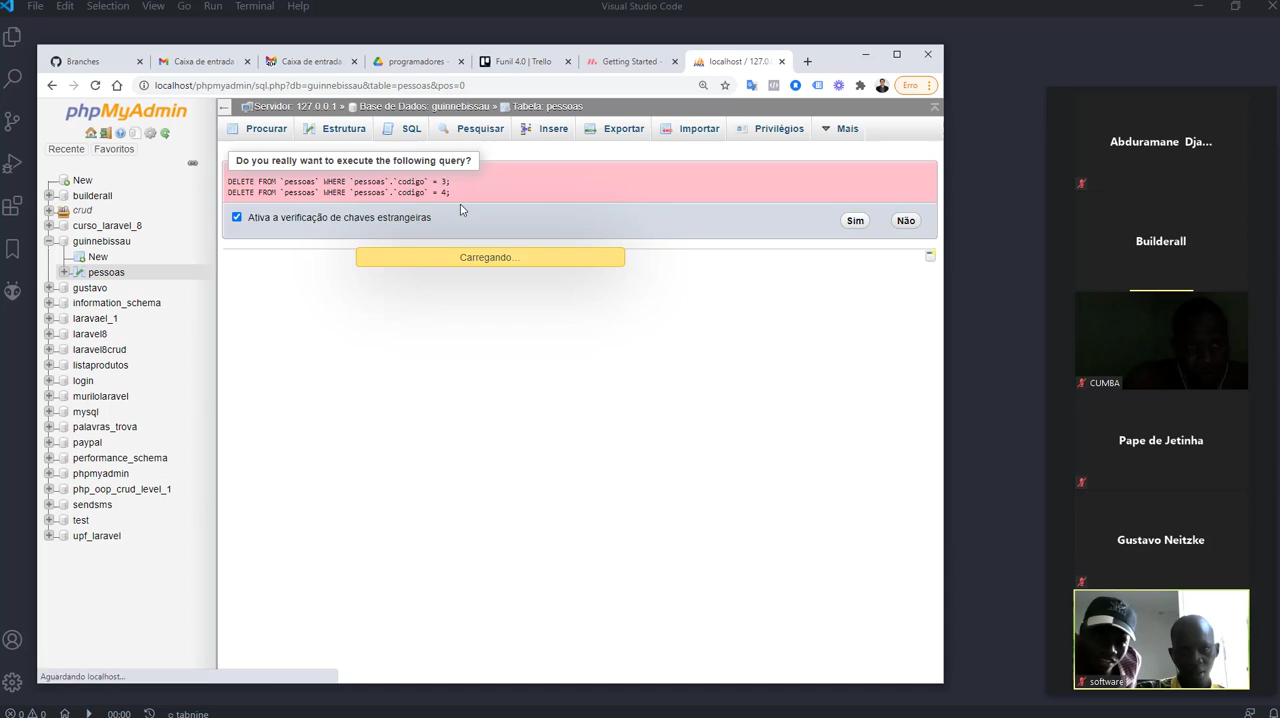 File Edit Selection View Go Run Terminal Help
Visual Studio Code
Branches
Caixa de entrada
Caixa de entrada
programadores -
Funil 4.0 | Trello
Getting Started -
localhost / 127.0
localhost/phpmyadmin/sql.php?db=guinnebissau&table=pessoas&pos=0
Erro
phpMyAdmin
Recente Favoritos
New
builderall
crud
curso_laravel_8
guinnebissau
New
pessoas
gustavo
information_schema
laravael_1
laravel8
laravel8crud
listaprodutos
login
murilolaravel
mysql
palavras_trova
paypal
performance_schema
phpmyadmin
php_oop_crud_level_1
sendsms
test
upf_laravel
Aguardando localhost...
Servidor: 127.0.0.1 » Base de Dados: guinnebissau » Tabela: pessoas
Procurar Estrutura SQL Pesquisar Insere Exportar Importar Privilégios Mais
Do you really want to execute the following query?
DELETE FROM `pessoas` WHERE `pessoas`.`codigo` = 3;
DELETE FROM `pessoas` WHERE `pessoas`.`codigo` = 4;
Ativa a verificação de chaves estrangeiras
Sim Não
Carregando...
Abduramane Dja...
Builderall
CUMBA
Pape de Jetinha
Gustavo Neitzke
software
0 0 00:00 tabnine